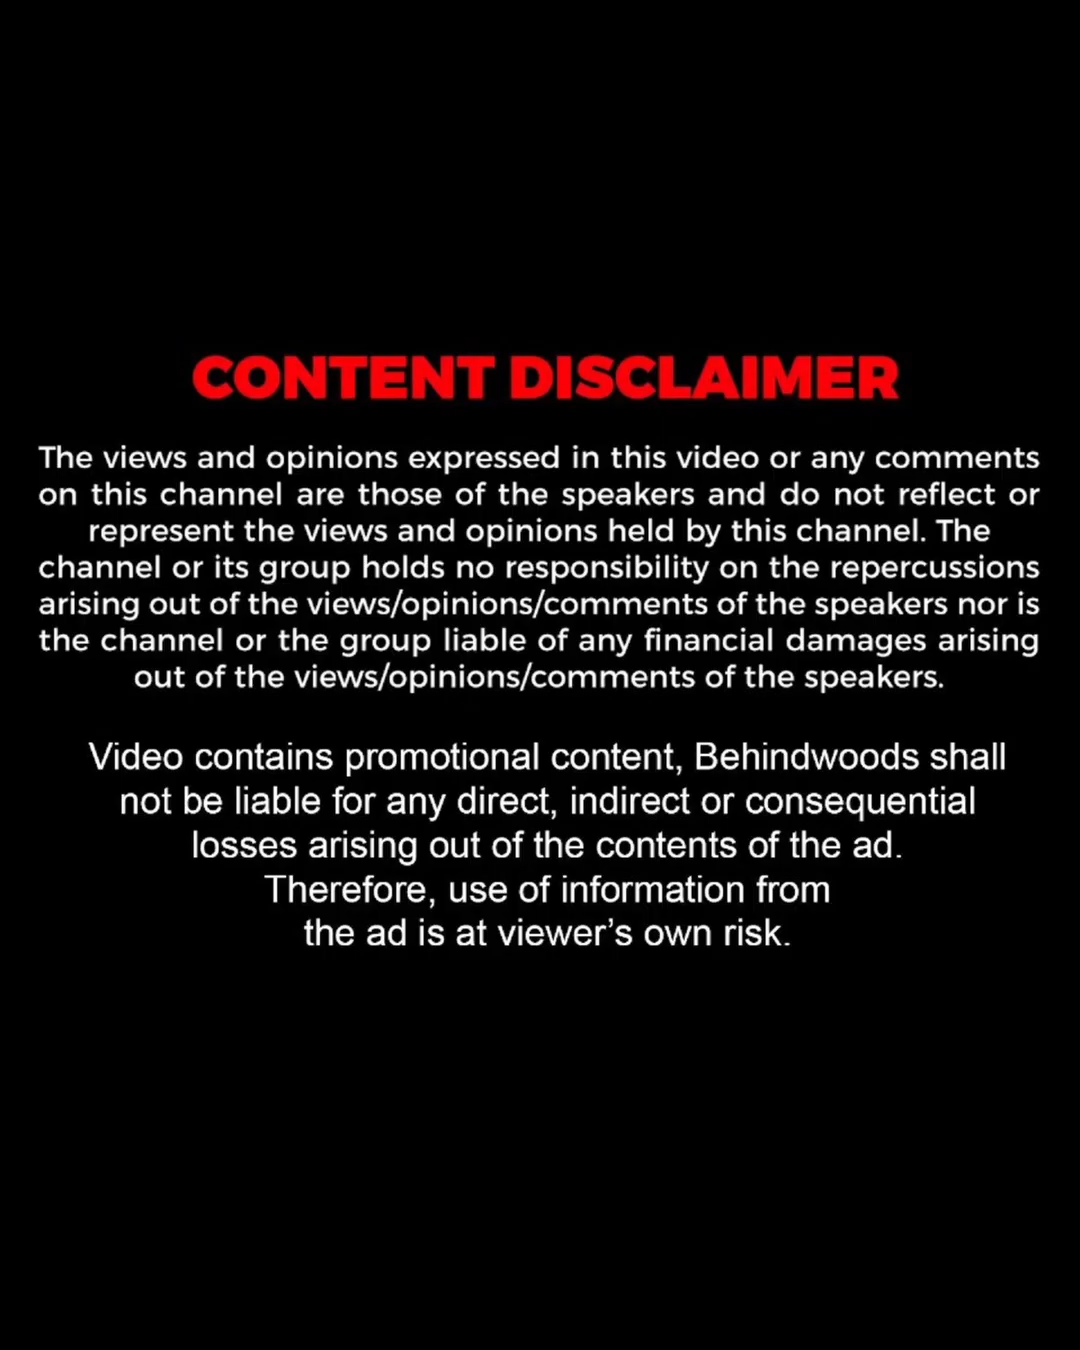 CONTENT DISCLAIMER
The views and opinions expressed in this video or any comments
on this channel are those of the speakers and do not reflect or
represent the views and opinions held by this channel. The
channel or its group holds no responsibility on the repercussions
arising out of the views/opinions/comments of the speakers nor is
the channel or the group liable of any financial damages arising
out of the views/opinions/comments of the speakers.
Video contains promotional content, Behindwoods shall
not be liable for any direct, indirect or consequential
losses arising out of the contents of the ad.
Therefore, use of information from
the ad is at viewer’s own risk.